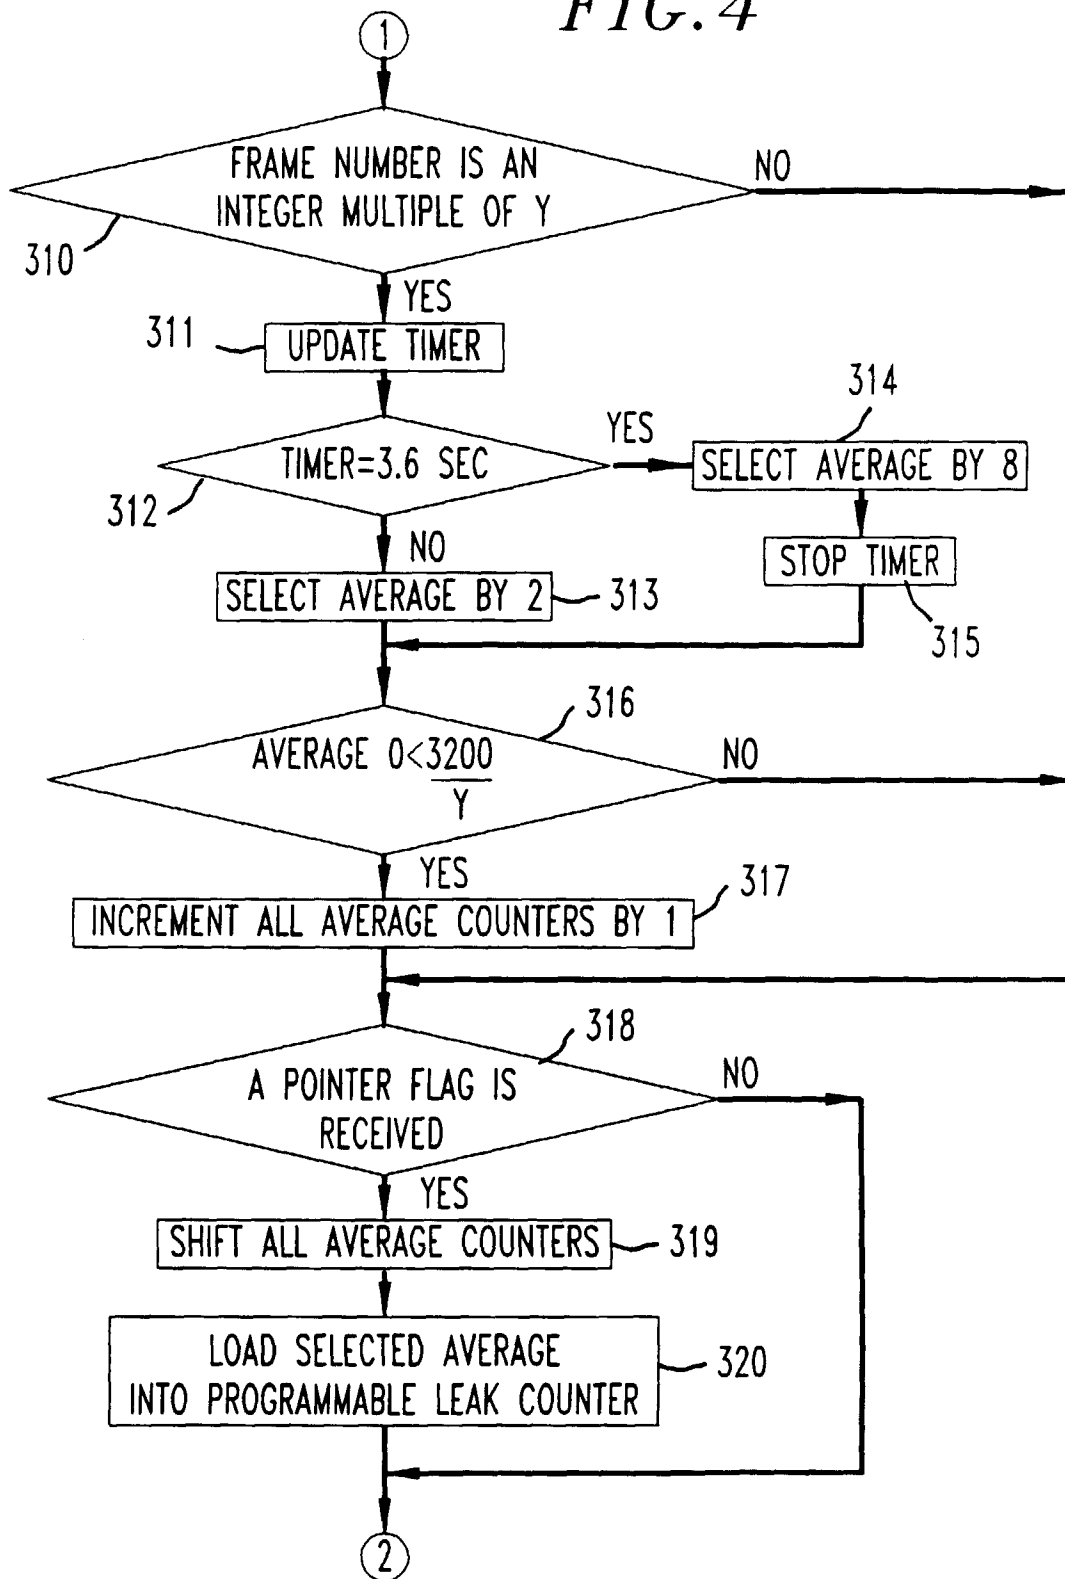 FIG. 4
1
FRAME NUMBER IS AN
INTEGER MULTIPLE OF Y
NO
310
YES
311
UPDATE TIMER
314
YES
TIMER=3.6 SEC
SELECT AVERAGE BY 8
312
NO
STOP TIMER
SELECT AVERAGE BY 2
313
315
316
AVERAGE 0<3200
Y
NO
YES
317
INCREMENT ALL AVERAGE COUNTERS BY 1
318
A POINTER FLAG IS
RECEIVED
NO
YES
SHIFT ALL AVERAGE COUNTERS
319
LOAD SELECTED AVERAGE
INTO PROGRAMMABLE LEAK COUNTER
320
2